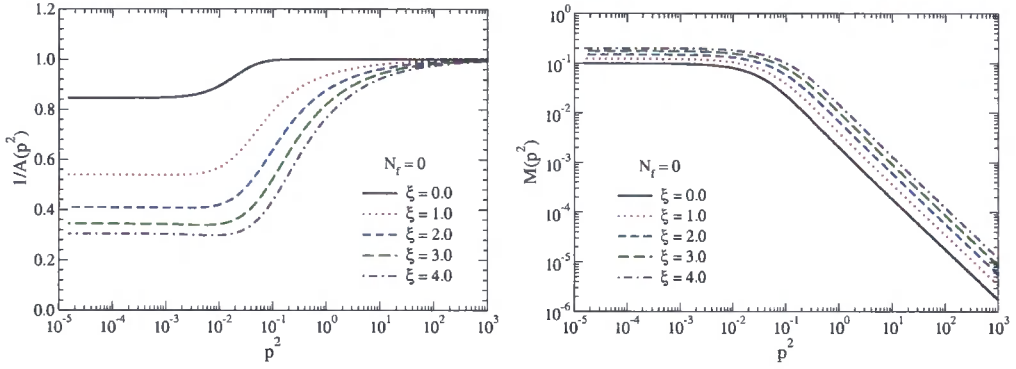 1.2
1.0
0.8
0.6
0.4
0.2
0.0
1/A(p²)
N_f = 0
ξ = 0.0
ξ = 1.0
ξ = 2.0
ξ = 3.0
ξ = 4.0
10⁻⁵ 10⁻⁴ 10⁻³ 10⁻² 10⁻¹ 10⁰ 10¹ 10² 10³
p²
10⁰
10⁻¹
10⁻²
10⁻³
10⁻⁴
10⁻⁵
10⁻⁶
M(p²)
N_f = 0
ξ = 0.0
ξ = 1.0
ξ = 2.0
ξ = 3.0
ξ = 4.0
10⁻⁵ 10⁻⁴ 10⁻³ 10⁻² 10⁻¹ 10⁰ 10¹ 10² 10³
p²